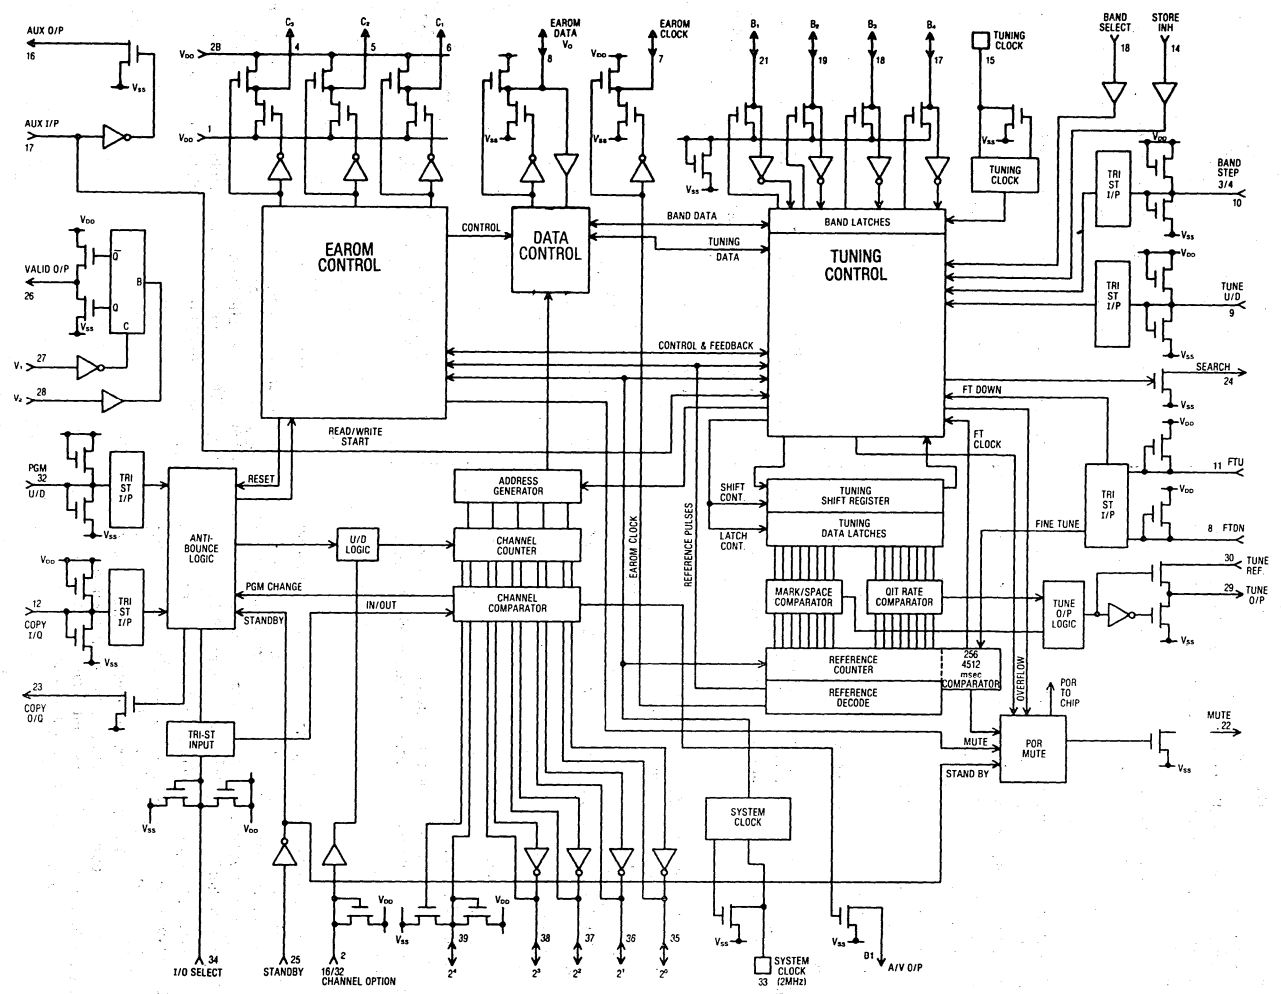 AUX O/P
16
VSS
AUX I/P
17
C₃
4
C₂
5
C₁
6
VDD
2B
VDD
1
EAROM
DATA
VO
8
VSS
EAROM
CLOCK
7
VDD
VSS
B₁
21
B₂
19
B₃
18
B₄
17
VSS
TUNING
CLOCK
15
VSS
TUNING
CLOCK
BAND
SELECT
18
STORE
INH
14
VDD
TRI
ST
I/P
BAND
STEP
3/4
10
VSS
VDD
TRI
ST
I/P
TUNE
U/D
9
VSS
VDD
Q̅
B
Q
C
VALID O/P
26
VSS
V₁
27
V₂
28
EAROM
CONTROL
CONTROL
DATA
CONTROL
BAND DATA
TUNING
DATA
BAND LATCHES
TUNING
CONTROL
CONTROL & FEEDBACK
SEARCH
24
VSS
FT DOWN
FT
CLOCK
READ/WRITE
START
RESET
PGM
32
U/D
TRI
ST
I/P
VSS
ANTI-
BOUNCE
LOGIC
U/D
LOGIC
ADDRESS
GENERATOR
CHANNEL
COUNTER
CHANNEL
COMPARATOR
PGM CHANGE
IN/OUT
STANDBY
EAROM CLOCK
REFERENCE PULSES
SHIFT
CONT.
LATCH
CONT.
TUNING
SHIFT REGISTER
TUNING
DATA LATCHES
MARK/SPACE
COMPARATOR
QIT RATE
COMPARATOR
REFERENCE
COUNTER
REFERENCE
DECODE
256
4512
msec
COMPARATOR
FINE TUNE
TRI
ST
I/P
VDD
11
FTU
VDD
8
FTDN
30
TUNE
REF.
29
TUNE
O/P
VSS
TUNE
O/P
LOGIC
OVERFLOW
POR
TO
CHIP
POR
MUTE
MUTE
STAND BY
MUTE
22
VSS
VDD
12
COPY
I/Q
TRI
ST
I/P
VSS
23
COPY
O/Q
TRI-ST
INPUT
VSS
VDD
34
I/O SELECT
25
STANDBY
2
16/32
CHANNEL OPTION
VDD
VSS
VDD
39
2⁴
38
2³
37
2²
36
2¹
35
2⁰
SYSTEM
CLOCK
VSS
SYSTEM
CLOCK
33
(2MHz)
VSS
B1
A/V O/P